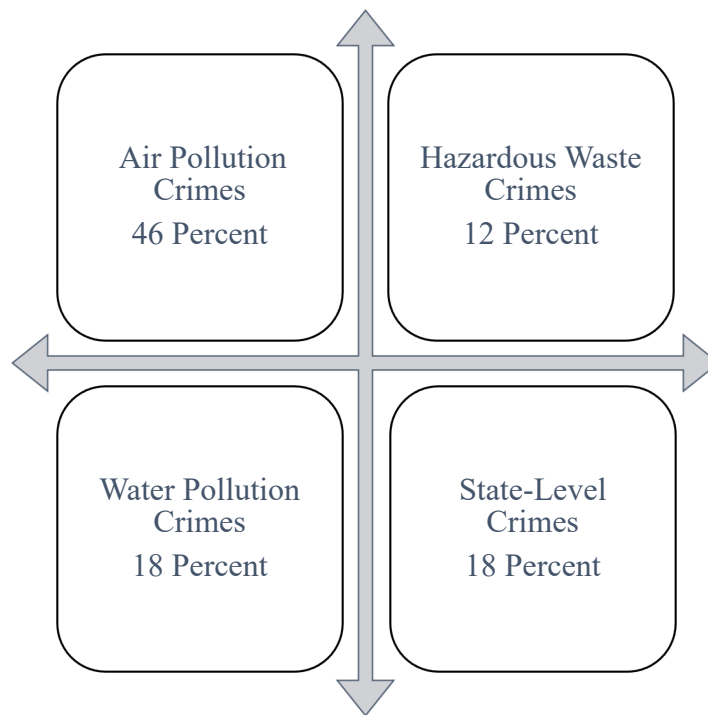 Air Pollution
Crimes
46 Percent
Hazardous Waste
Crimes
12 Percent
Water Pollution
Crimes
18 Percent
State-Level
Crimes
18 Percent